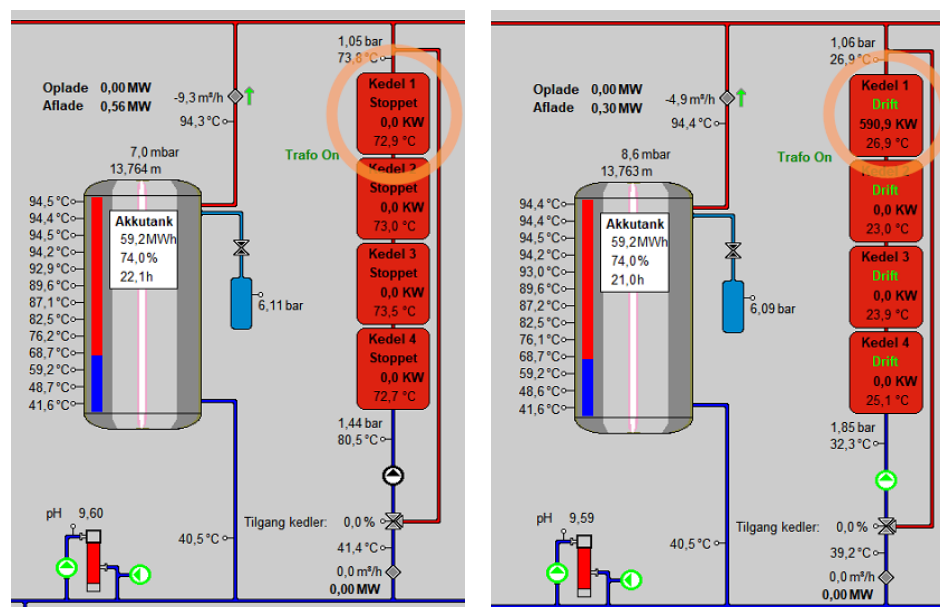 1,05 bar
73,8 °C
Kedel 1
Stoppet
0,0 KW
72,9 °C
Oplade 0,00 MW
Aflade 0,56 MW
-9,3 m³/h
94,3 °C
Trafo On
Kedel 2
Stoppet
0,0 KW
73,0 °C
7,0 mbar
13,764 m
94,5 °C
94,4 °C
94,5 °C
94,2 °C
92,9 °C
89,6 °C
87,1 °C
82,5 °C
76,2 °C
68,7 °C
59,2 °C
48,7 °C
41,6 °C
Akkutank
59,2MWh
74,0%
22,1h
6,11 bar
Kedel 3
Stoppet
0,0 KW
73,5 °C
Kedel 4
Stoppet
0,0 KW
72,7 °C
1,44 bar
80,5 °C
pH 9,60
Tilgang kedler: 0,0 %
40,5 °C
41,4 °C
0,0 m³/h
0,00 MW
1,06 bar
26,9 °C
Kedel 1
Drift
590,9 KW
26,9 °C
Oplade 0,00 MW
Aflade 0,30 MW
-4,9 m³/h
94,4 °C
Trafo On
Drift
0,0 KW
23,0 °C
8,6 mbar
13,763 m
94,4 °C
94,4 °C
94,5 °C
94,2 °C
93,0 °C
89,6 °C
87,2 °C
82,5 °C
76,1 °C
68,7 °C
59,2 °C
48,6 °C
41,6 °C
Akkutank
59,2MWh
74,0%
21,0h
6,09 bar
Kedel 3
Drift
0,0 KW
23,9 °C
Kedel 4
Drift
0,0 KW
25,1 °C
1,85 bar
32,3 °C
pH 9,59
Tilgang kedler: 0,0 %
40,5 °C
39,2 °C
0,0 m³/h
0,00 MW